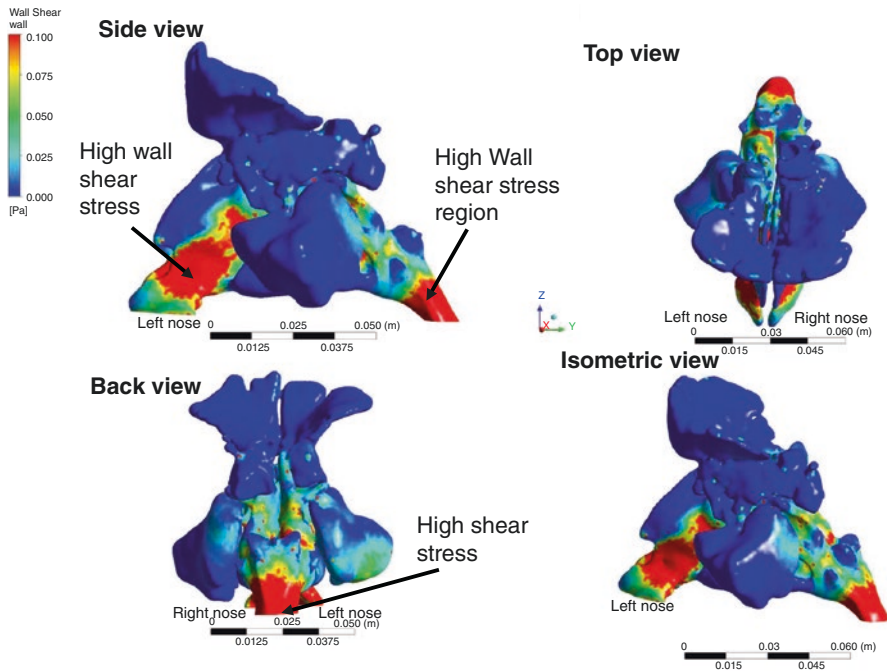 Wall Shear
wall
0.100
0.075
0.050
0.025
0.000
[Pa]
Side view
High wall
shear
stress
High Wall
shear stress
region
Left nose
0 0.025 0.050 (m)
0.0125 0.0375
Z
X Y
Top view
Left nose Right nose
0 0.03 0.060 (m)
0.015 0.045
Back view
High shear
stress
Right nose Left nose
0 0.025 0.050 (m)
0.0125 0.0375
Isometric view
Left nose
0 0.03 0.060 (m)
0.015 0.045